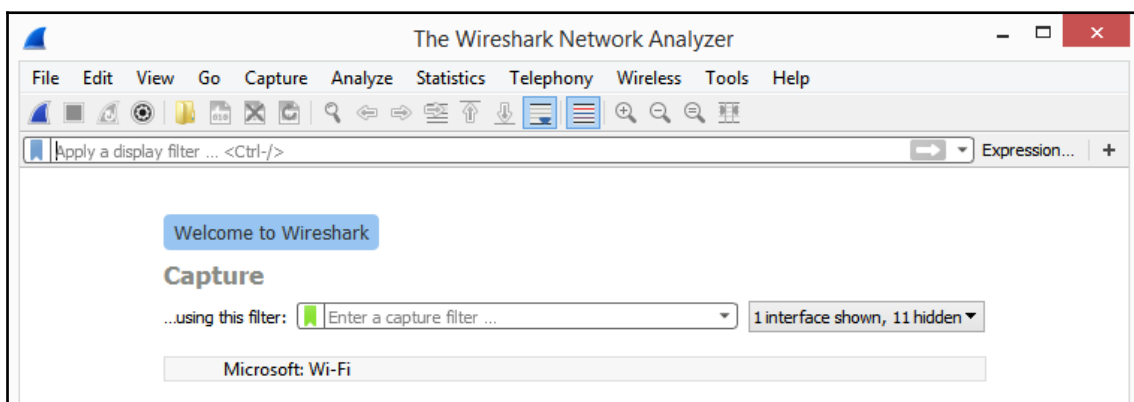 The Wireshark Network Analyzer
File Edit View Go Capture Analyze Statistics Telephony Wireless Tools Help
Apply a display filter ... <Ctrl-/> Expression... +
Welcome to Wireshark
Capture
...using this filter: Enter a capture filter ... 1 interface shown, 11 hidden
Microsoft: Wi-Fi